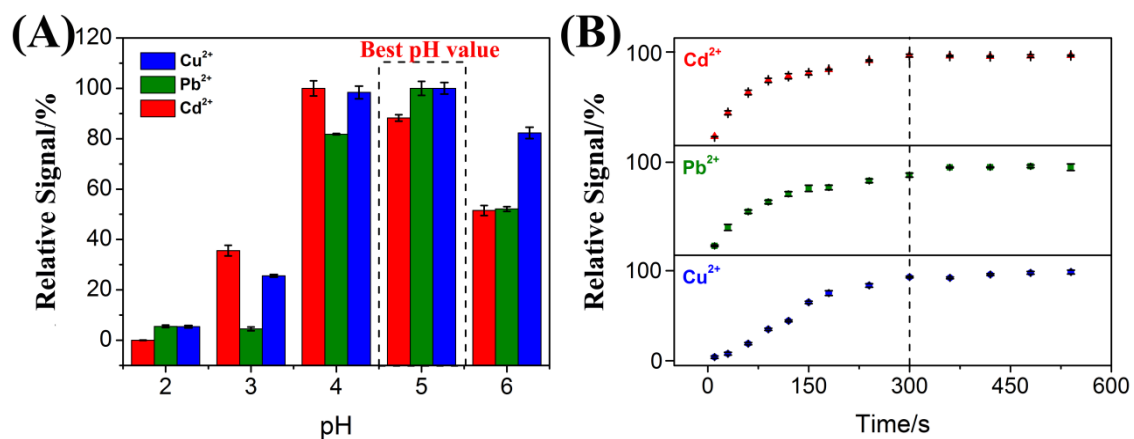 (A)
Relative Signal/%
120
100
80
60
40
20
0
Cu²⁺
Pb²⁺
Cd²⁺
Best pH value
2 3 4 5 6
pH
(B)
Relative Signal/%
100
Cd²⁺
100
Pb²⁺
100
Cu²⁺
0
0 150 300 450 600
Time/s